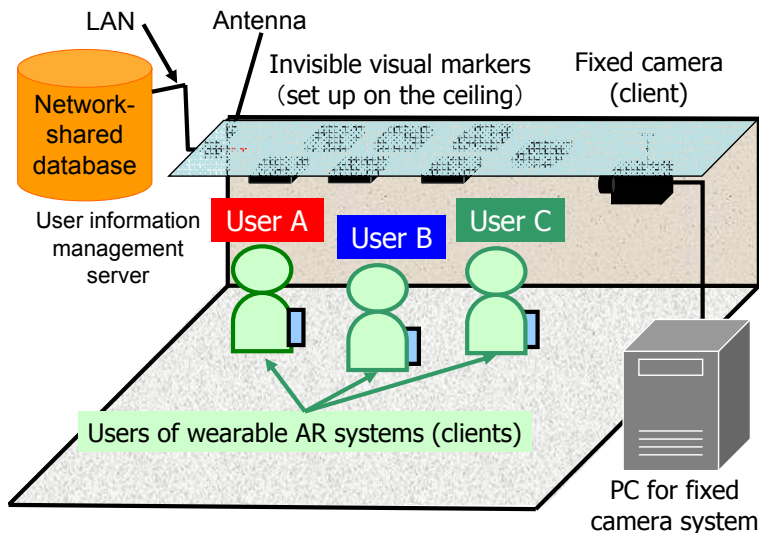 LAN
Antenna
Invisible visual markers
（set up on the ceiling）
Fixed camera
(client)
Network-
shared
database
User information
management
server
User A
User B
User C
Users of wearable AR systems (clients)
PC for fixed
camera system